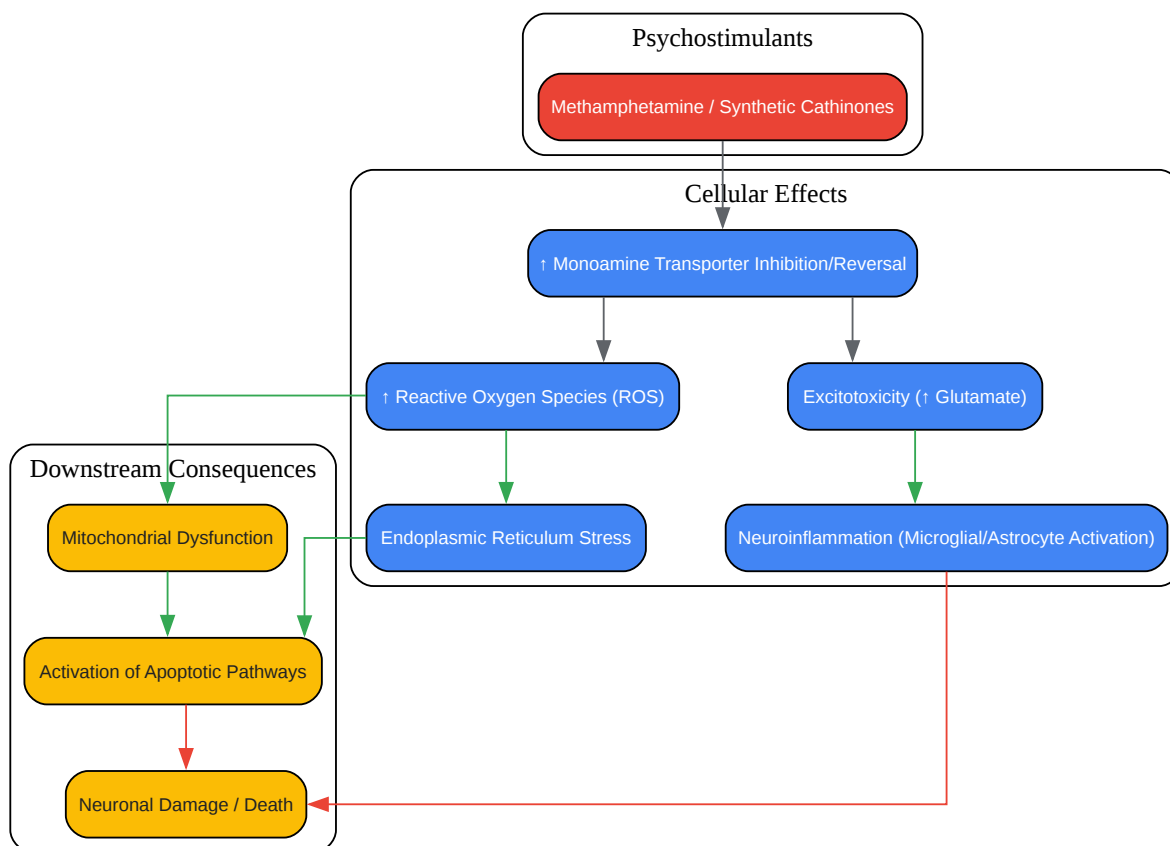 Psychostimulants
Methamphetamine / Synthetic Cathinones
Cellular Effects
↑ Monoamine Transporter Inhibition/Reversal
↑ Reactive Oxygen Species (ROS)
Excitotoxicity (↑ Glutamate)
Downstream Consequences
Mitochondrial Dysfunction
Endoplasmic Reticulum Stress
Neuroinflammation (Microglial/Astrocyte Activation)
Activation of Apoptotic Pathways
Neuronal Damage / Death